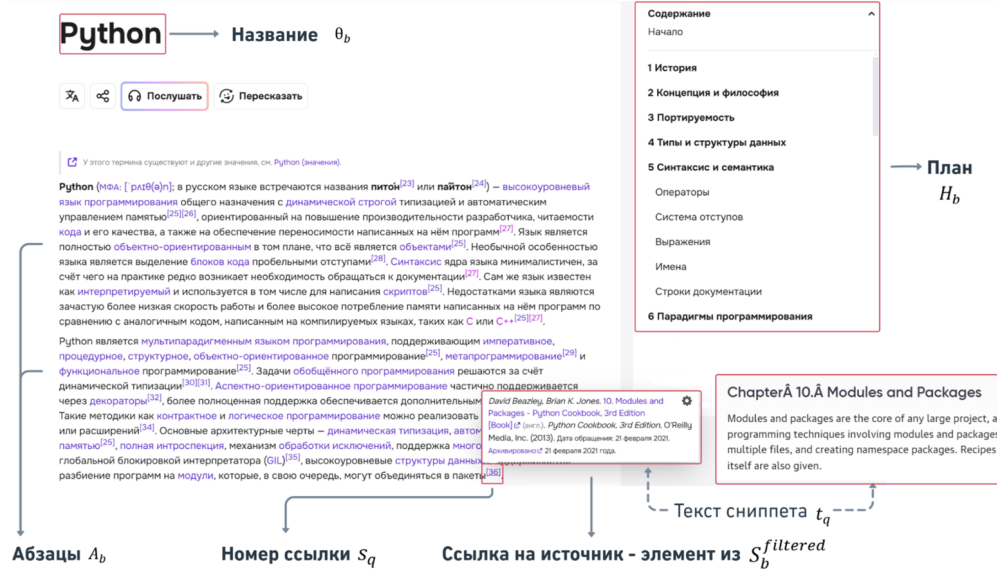 Python
Название θ_b
Послушать
Пересказать
У этого термина существуют и другие значения, см. Python (значения).
Python (МФА: [ˈpʌɪθ(ə)n]; в русском языке встречаются названия пито́н[23] или па́йтон[24]) — высокоуровневый
язык программирования общего назначения с динамической строгой типизацией и автоматическим
управлением памятью[25][26], ориентированный на повышение производительности разработчика, читаемости
кода и его качества, а также на обеспечение переносимости написанных на нём программ[27]. Язык является
полностью объектно-ориентированным в том плане, что всё является объектами[25]. Необычной особенностью
языка является выделение блоков кода пробельными отступами[28]. Синтаксис ядра языка минималистичен, за
счёт чего на практике редко возникает необходимость обращаться к документации[27]. Сам же язык известен
как интерпретируемый и используется в том числе для написания скриптов[25]. Недостатками языка являются
зачастую более низкая скорость работы и более высокое потребление памяти написанных на нём программ по
сравнению с аналогичным кодом, написанным на компилируемых языках, таких как C или C++[25][27].
Python является мультипарадигменным языком программирования, поддерживающим императивное,
процедурное, структурное, объектно-ориентированное программирование[25], метапрограммирование[29] и
функциональное программирование[25]. Задачи обобщённого программирования решаются за счёт
динамической типизации[30][31]. Аспектно-ориентированное программирование частично поддерживается
через декораторы[32], более полноценная поддержка обеспечивается дополнительным
Такие методики как контрактное и логическое программирование можно реализовать
или расширений[34]. Основные архитектурные черты — динамическая типизация, автом
памятью[25], полная интроспекция, механизм обработки исключений, поддержка много
глобальной блокировкой интерпретатора (GIL)[35], высокоуровневые структуры данных
разбиение программ на модули, которые, в свою очередь, могут объединяться в пакеты[36].
David Beazley, Brian K. Jones. 10. Modules and
Packages - Python Cookbook, 3rd Edition
[Book] (англ.). Python Cookbook, 3rd Edition. O'Reilly
Media, Inc. (2013). Дата обращения: 21 февраля 2021.
Архивировано 21 февраля 2021 года.
Содержание
Начало
1 История
2 Концепция и философия
3 Портируемость
4 Типы и структуры данных
5 Синтаксис и семантика
Операторы
Система отступов
Выражения
Имена
Строки документации
6 Парадигмы программирования
План
H_b
ChapterÂ 10.Â Modules and Packages
Modules and packages are the core of any large project, a
programming techniques involving modules and packages
multiple files, and creating namespace packages. Recipes
itself are also given.
Текст сниппета t_q
Абзацы A_b
Номер ссылки s_q
Ссылка на источник - элемент из S_b^filtered